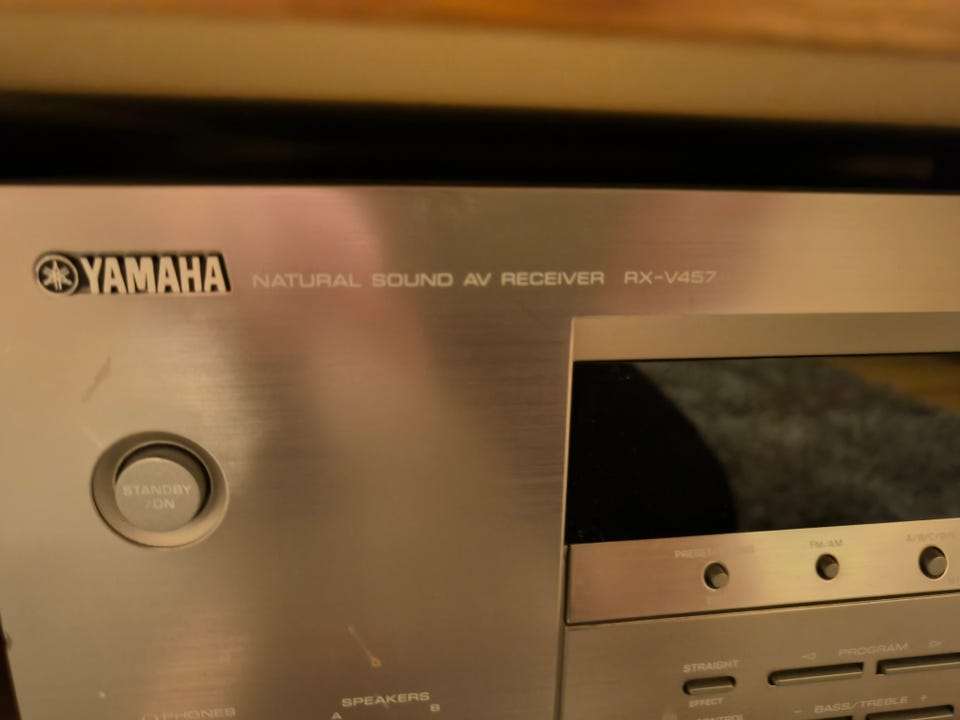 YAMAHA NATURAL SOUND AV RECEIVER RX-V457
STANDBY
/ON
FM/AM
STRAIGHT
PROGRAM
EFFECT
BASS/TREBLE
- +
SPEAKERS
A B
PHONES